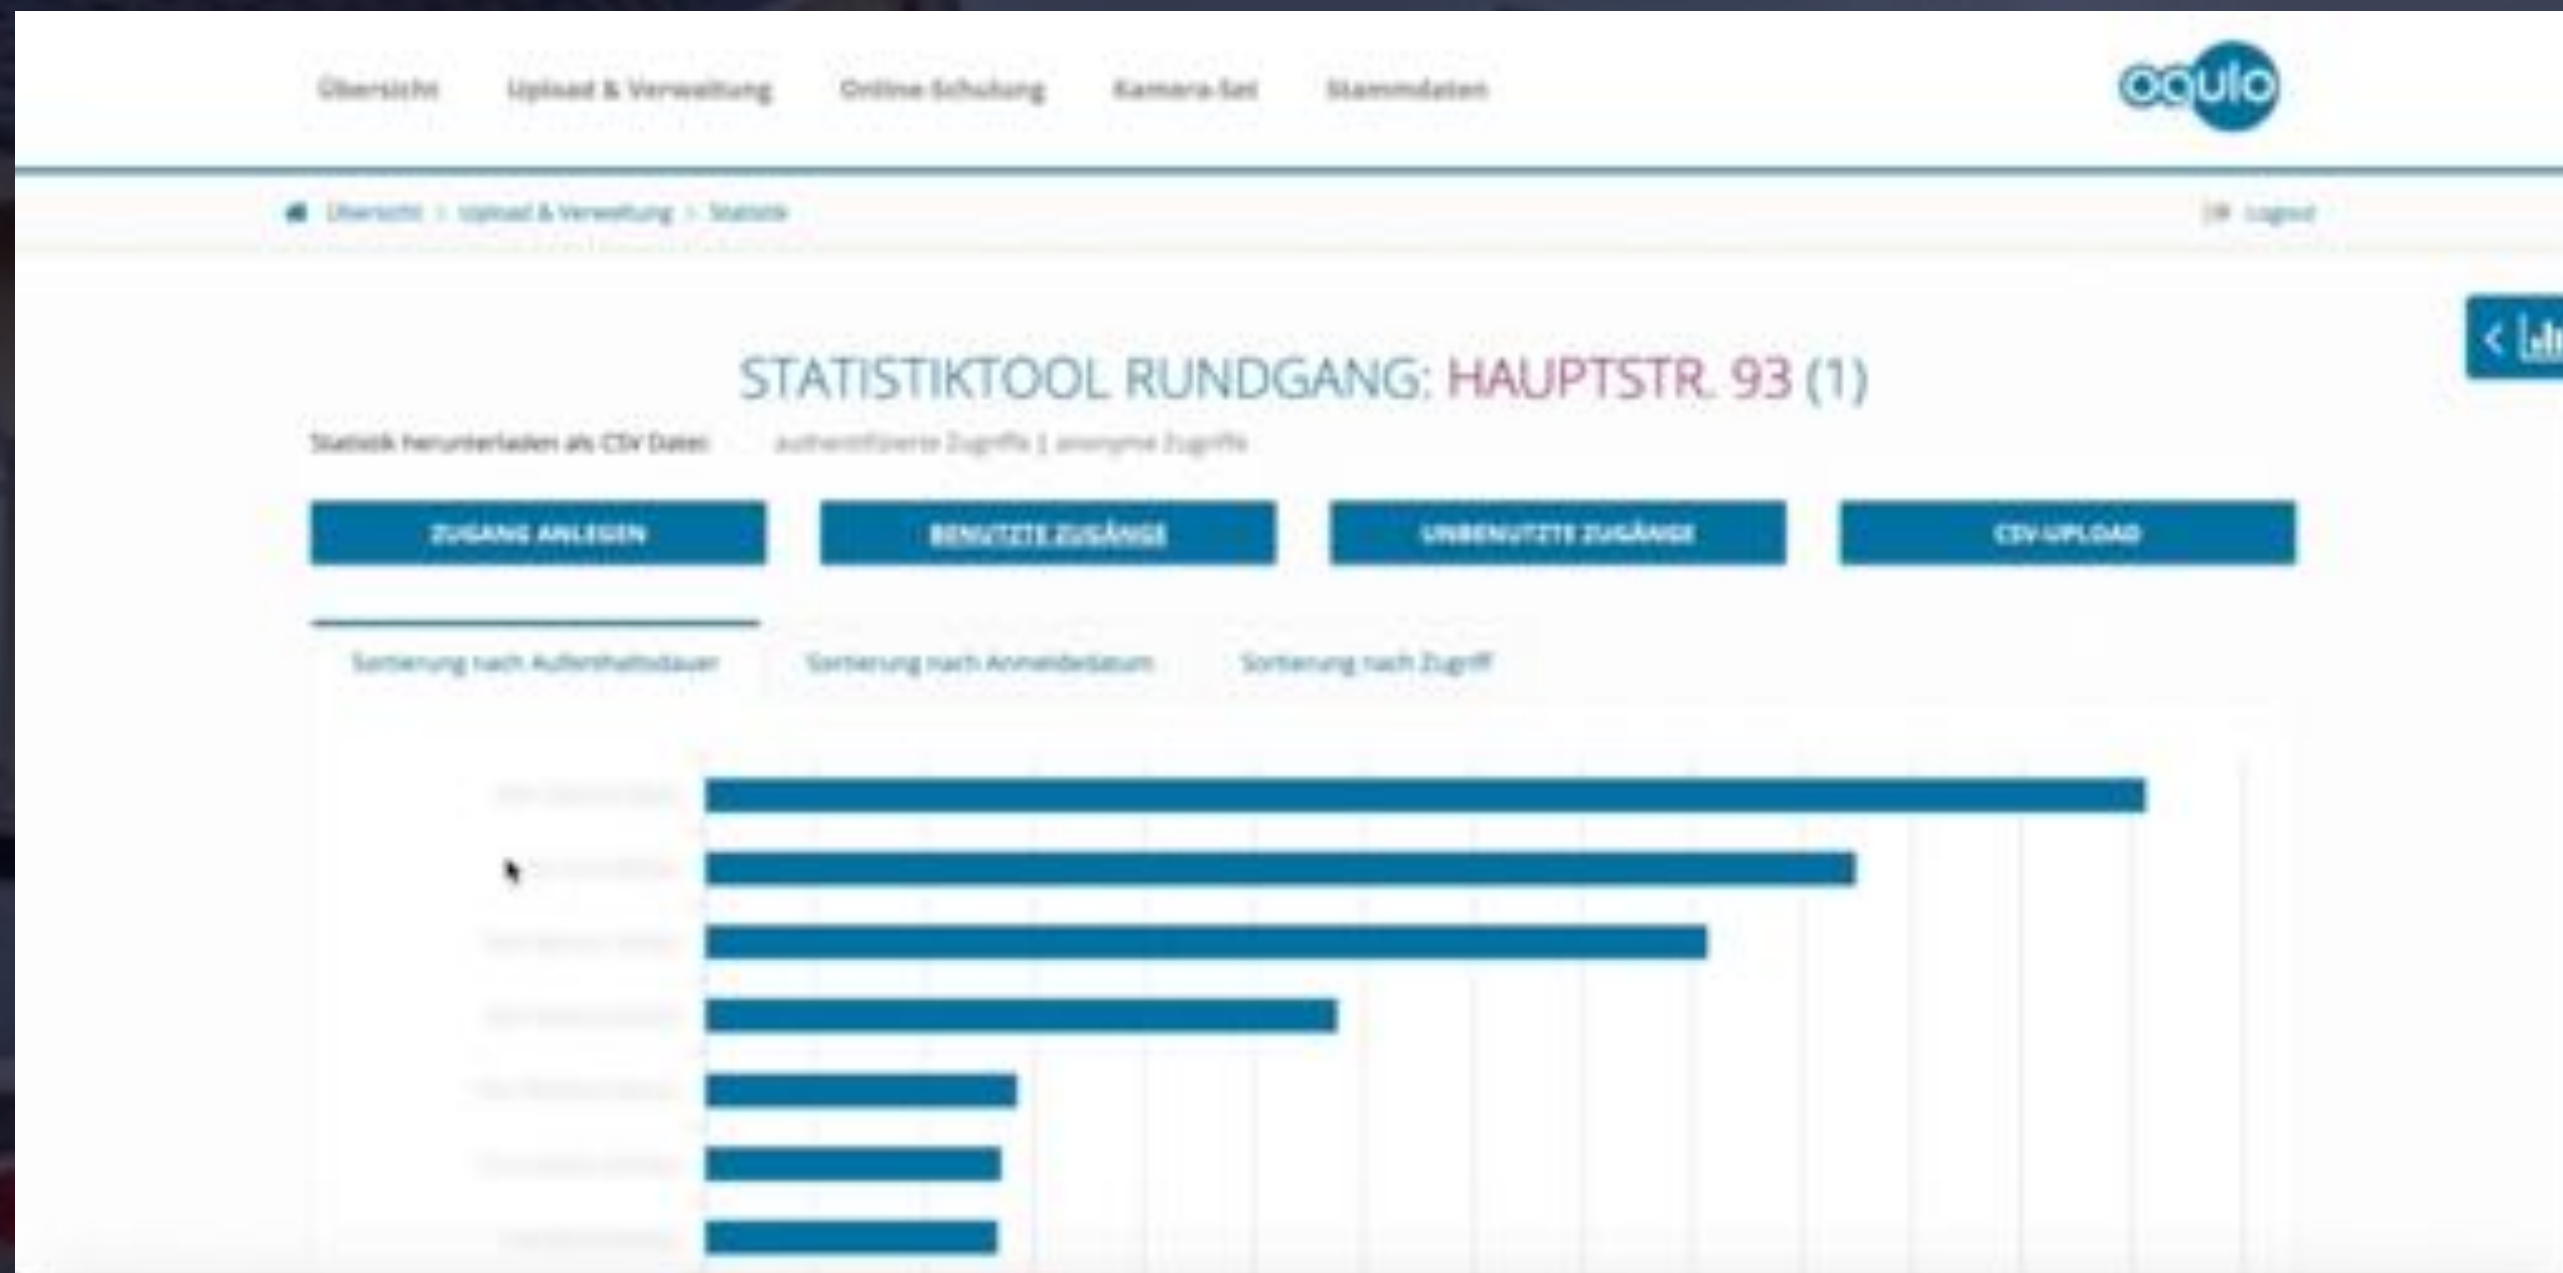 Übersicht Upload & Verwaltung Online-Schulung Kamera-Set Stammdaten
oqulo
Übersicht > Upload & Verwaltung > Statistik Logout
STATISTIKTOOL RUNDGANG: HAUPTSTR. 93 (1)
Statistik herunterladen als CSV Datei: authentifizierte Zugriffe | anonyme Zugriffe
ZUGANG ANLEGEN BENUTZTE ZUGÄNGE UNBENUTZTE ZUGÄNGE CSV-UPLOAD
Sortierung nach Aufenthaltsdauer Sortierung nach Anmeldedatum Sortierung nach Zugriff